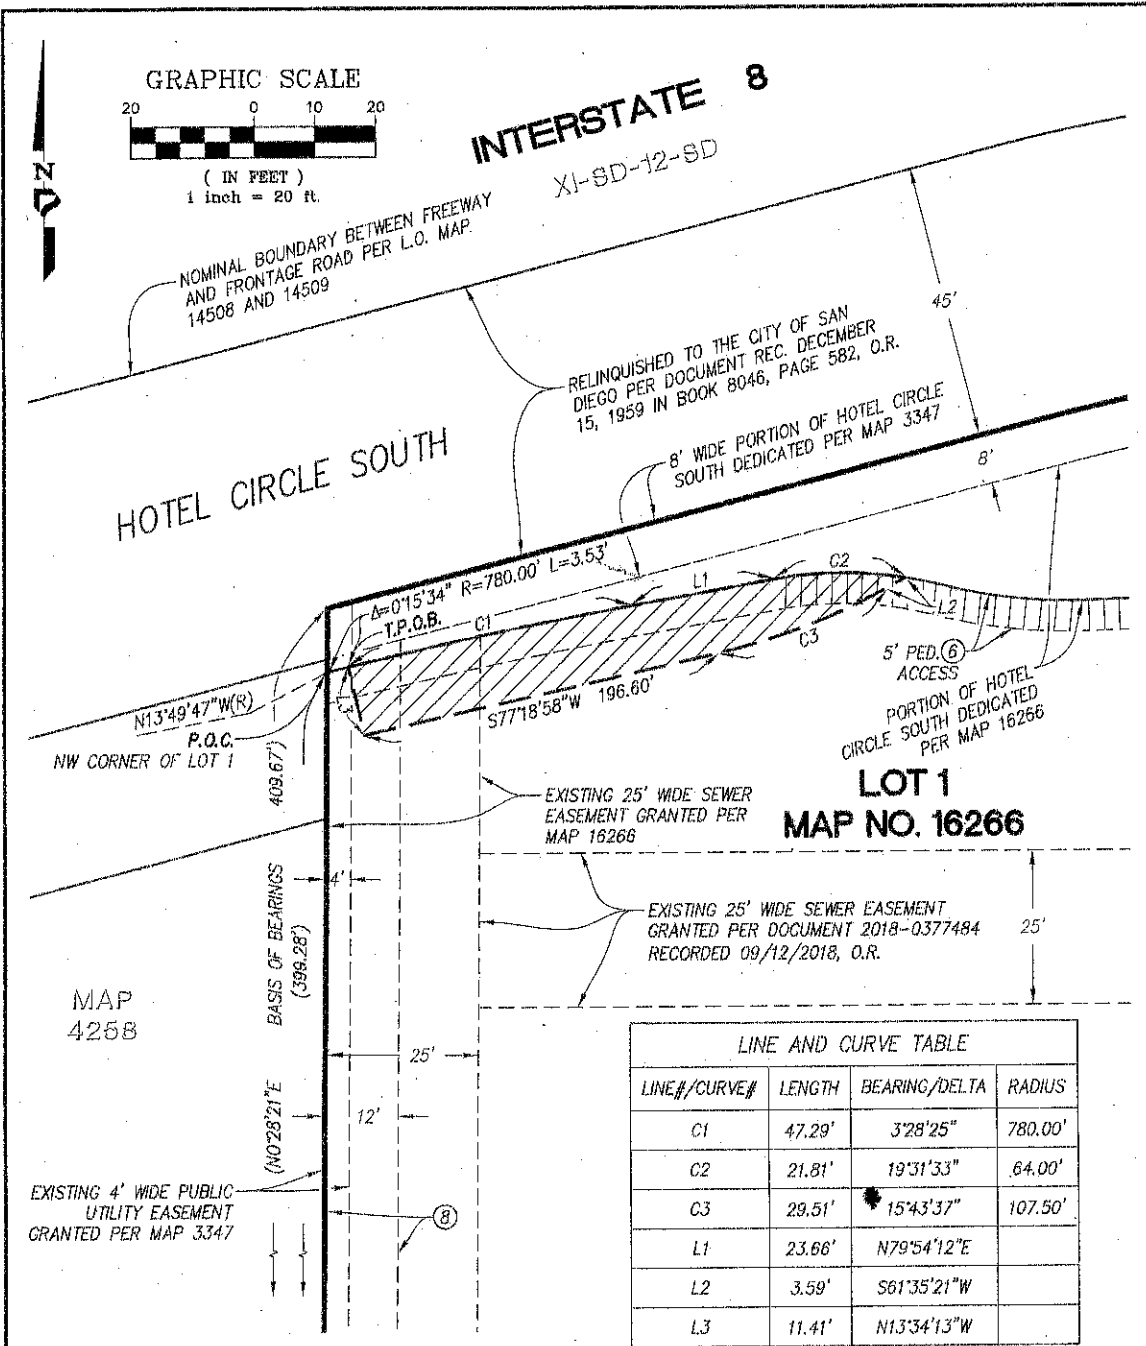 GRAPHIC SCALE
20 0 10 20
( IN FEET )
1 inch = 20 ft.
N
INTERSTATE 8
XI-SD-12-SD
NOMINAL BOUNDARY BETWEEN FREEWAY
AND FRONTAGE ROAD PER L.O. MAP
14508 AND 14509
45'
RELINQUISHED TO THE CITY OF SAN
DIEGO PER DOCUMENT REC. DECEMBER
15, 1959 IN BOOK 8046, PAGE 582, O.R.
8' WIDE PORTION OF HOTEL CIRCLE
SOUTH DEDICATED PER MAP 3347
8'
HOTEL CIRCLE SOUTH
Δ=0°15'34" R=780.00' L=3.53'
T.P.O.B.
C1
L1
C2
L2
C3
S77°18'58"W 196.60'
5' PED. 6
ACCESS
PORTION OF HOTEL
CIRCLE SOUTH DEDICATED
PER MAP 16266
N13°49'47"W(R)
P.O.C.
NW CORNER OF LOT 1
LOT 1
MAP NO. 16266
EXISTING 25' WIDE SEWER
EASEMENT GRANTED PER
MAP 16266
4'
EXISTING 25' WIDE SEWER EASEMENT
GRANTED PER DOCUMENT 2018-0377484
RECORDED 09/12/2018, O.R.
25'
(N0°28'21"E 409.67')
BASIS OF BEARINGS
(399.28')
MAP
4258
25'
12'
8
EXISTING 4' WIDE PUBLIC
UTILITY EASEMENT
GRANTED PER MAP 3347
LINE AND CURVE TABLE
LINE#/CURVE# LENGTH BEARING/DELTA RADIUS
C1 47.29' 3°28'25" 780.00'
C2 21.81' 19°31'33" 64.00'
C3 29.51' 15°43'37" 107.50'
L1 23.66' N79°54'12"E
L2 3.59' S61°35'21"W
L3 11.41' N13°34'13"W